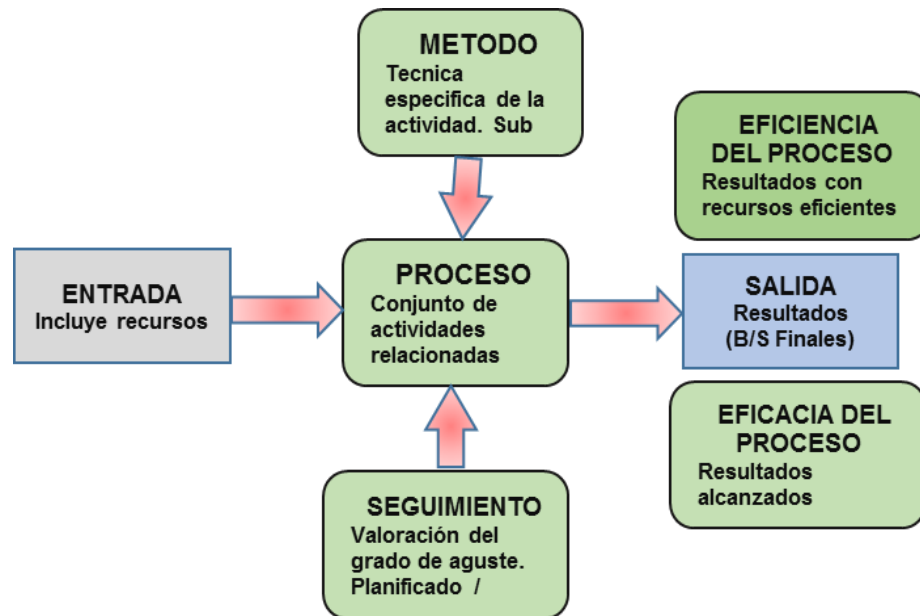 METODO
Tecnica
especifica de la
actividad. Sub
EFICIENCIA
DEL PROCESO
Resultados con
recursos eficientes
ENTRADA
Incluye recursos
PROCESO
Conjunto de
actividades
relacionadas
SALIDA
Resultados
(B/S Finales)
EFICACIA DEL
PROCESO
Resultados
alcanzados
SEGUIMIENTO
Valoración del
grado de aguste.
Planificado /